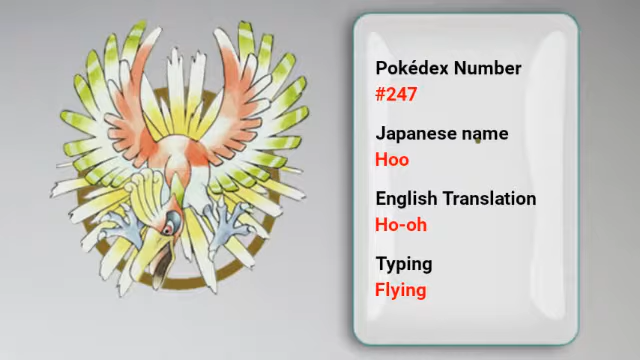 Pokédex Number
#247
Japanese name
Hoo
English Translation
Ho-oh
Typing
Flying